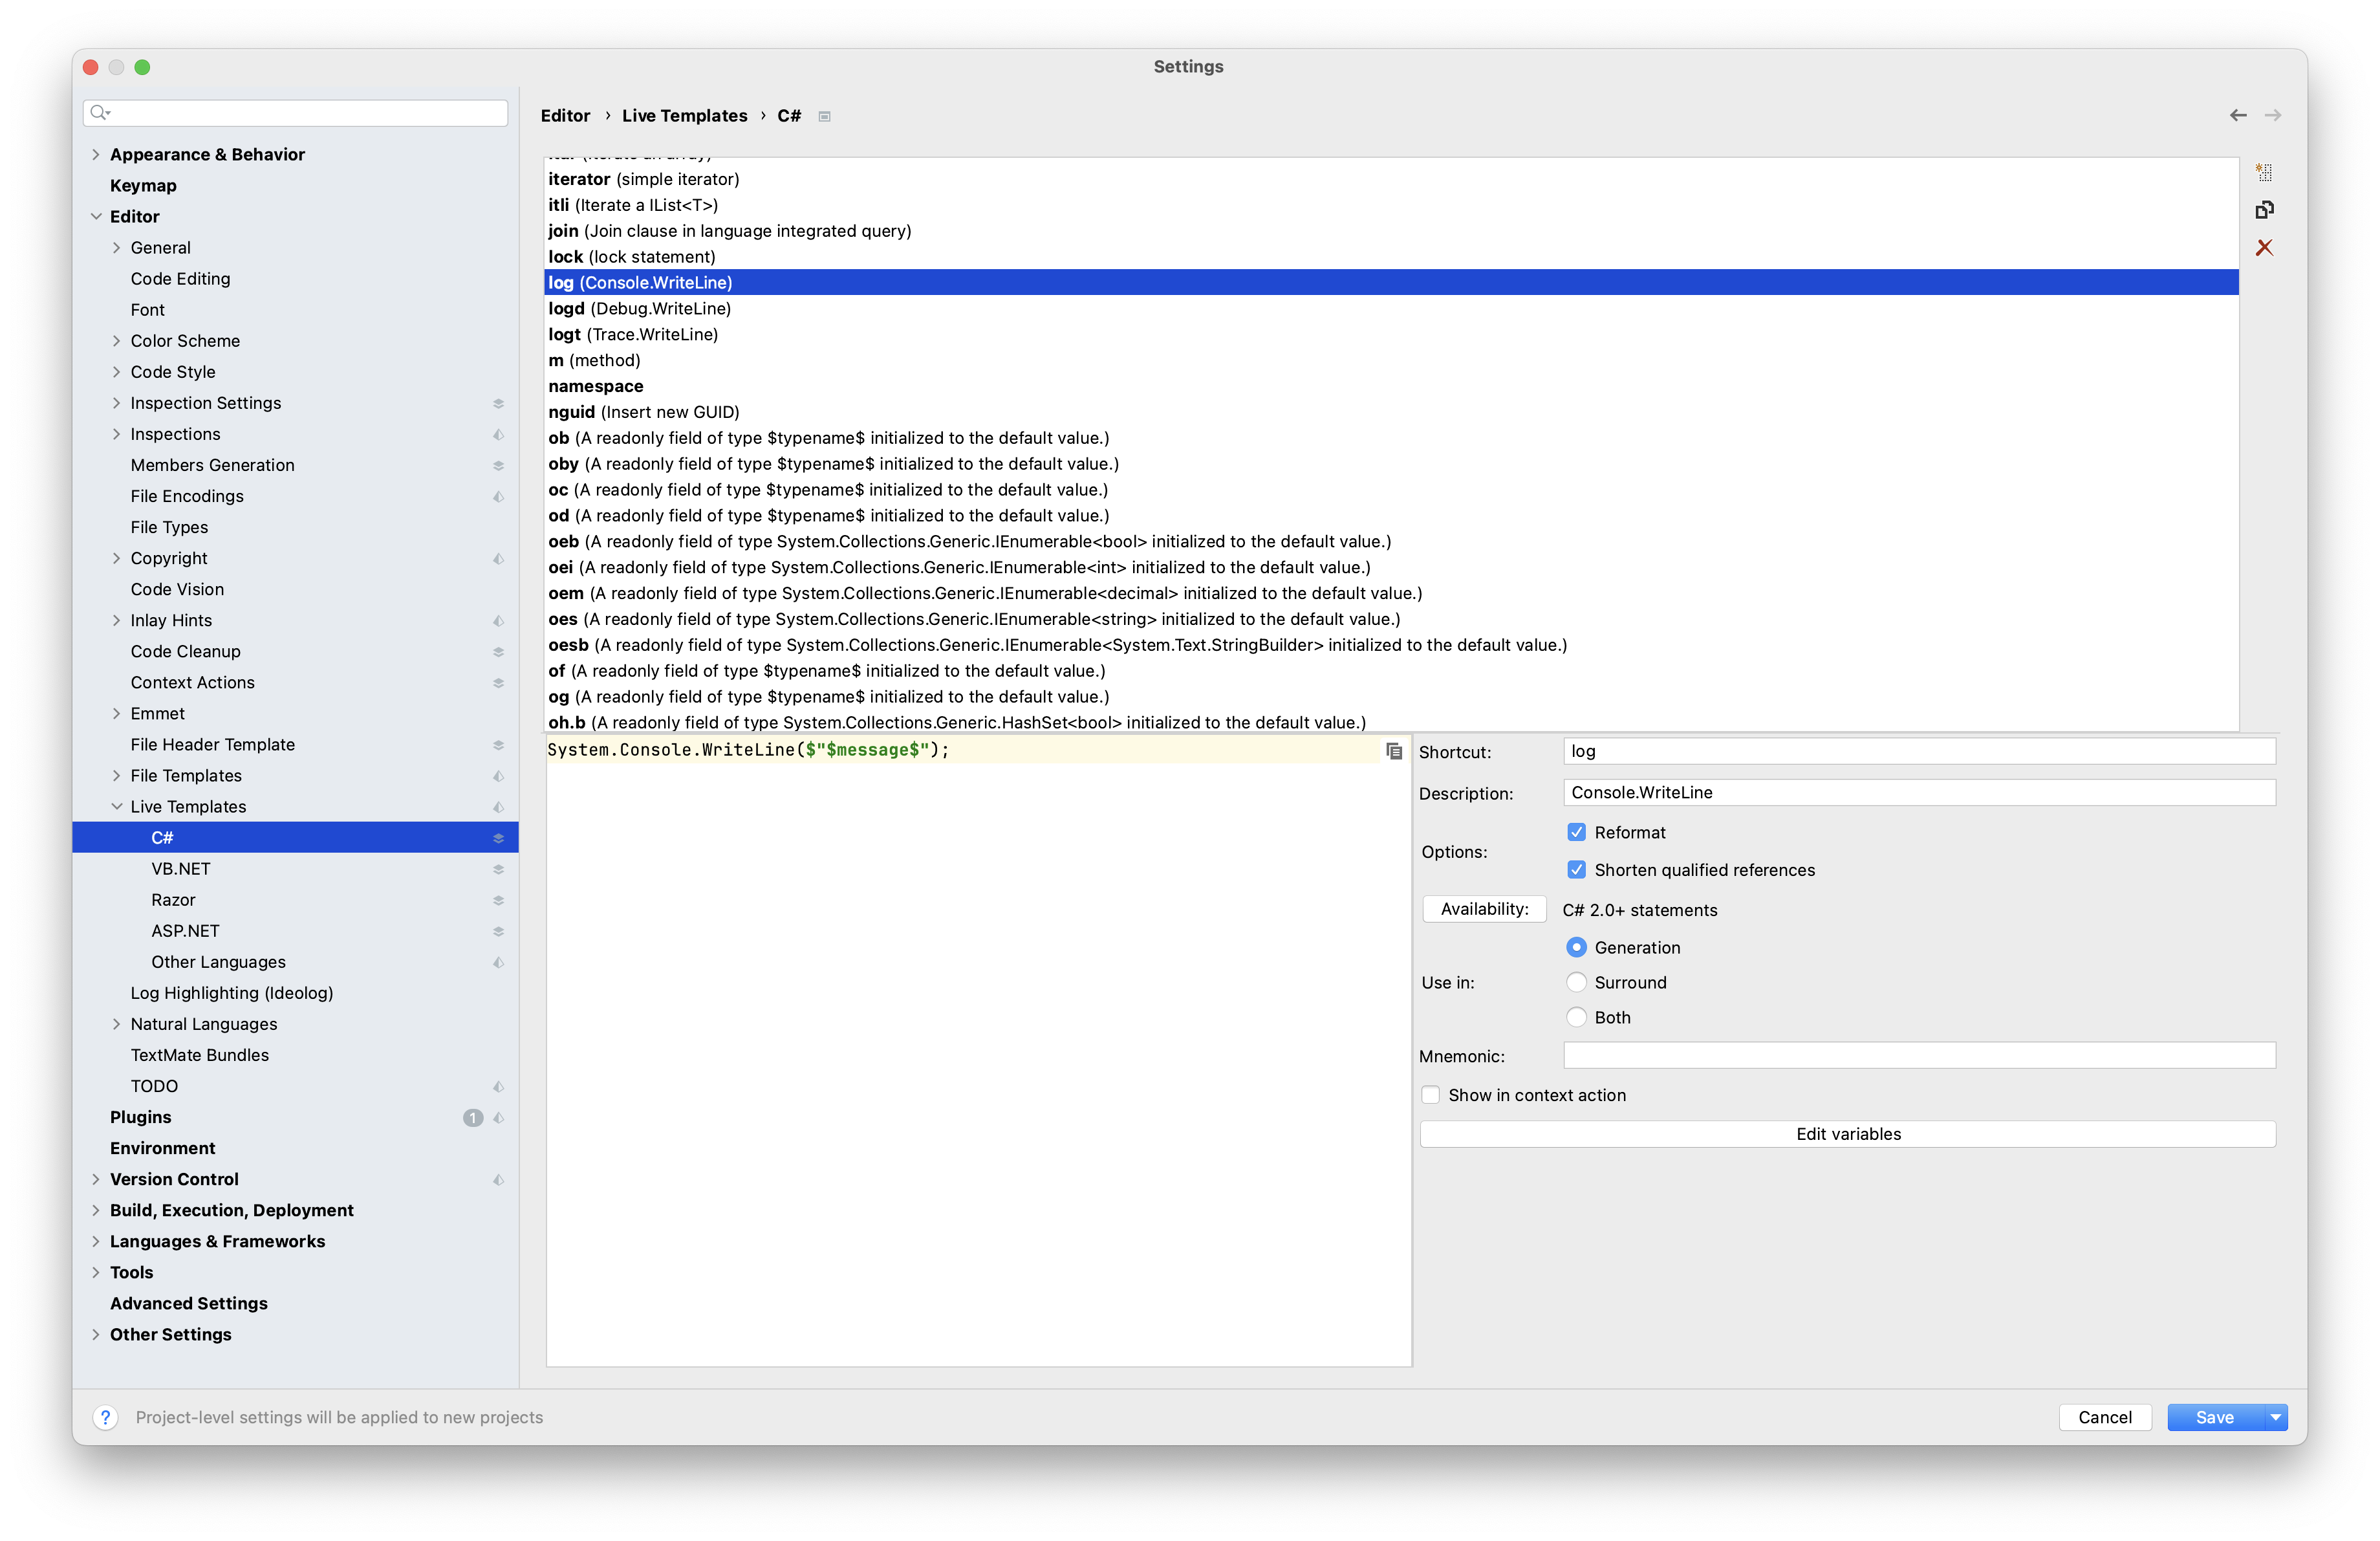 Settings
Appearance & Behavior
Keymap
Editor
General
Code Editing
Font
Color Scheme
Code Style
Inspection Settings
Inspections
Members Generation
File Encodings
File Types
Copyright
Code Vision
Inlay Hints
Code Cleanup
Context Actions
Emmet
File Header Template
File Templates
Live Templates
C#
VB.NET
Razor
ASP.NET
Other Languages
Log Highlighting (Ideolog)
Natural Languages
TextMate Bundles
TODO
Plugins 1
Environment
Version Control
Build, Execution, Deployment
Languages & Frameworks
Tools
Advanced Settings
Other Settings
Editor › Live Templates › C#
iterator (simple iterator)
itli (Iterate a IList<T>)
join (Join clause in language integrated query)
lock (lock statement)
log (Console.WriteLine)
logd (Debug.WriteLine)
logt (Trace.WriteLine)
m (method)
namespace
nguid (Insert new GUID)
ob (A readonly field of type $typename$ initialized to the default value.)
oby (A readonly field of type $typename$ initialized to the default value.)
oc (A readonly field of type $typename$ initialized to the default value.)
od (A readonly field of type $typename$ initialized to the default value.)
oeb (A readonly field of type System.Collections.Generic.IEnumerable<bool> initialized to the default value.)
oei (A readonly field of type System.Collections.Generic.IEnumerable<int> initialized to the default value.)
oem (A readonly field of type System.Collections.Generic.IEnumerable<decimal> initialized to the default value.)
oes (A readonly field of type System.Collections.Generic.IEnumerable<string> initialized to the default value.)
oesb (A readonly field of type System.Collections.Generic.IEnumerable<System.Text.StringBuilder> initialized to the default value.)
of (A readonly field of type $typename$ initialized to the default value.)
og (A readonly field of type $typename$ initialized to the default value.)
oh.b (A readonly field of type System.Collections.Generic.HashSet<bool> initialized to the default value.)
System.Console.WriteLine($"$message$");
Shortcut: log
Description: Console.WriteLine
Options:
Reformat
Shorten qualified references
Availability: C# 2.0+ statements
Use in:
Generation
Surround
Both
Mnemonic:
Show in context action
Edit variables
? Project-level settings will be applied to new projects
Cancel
Save